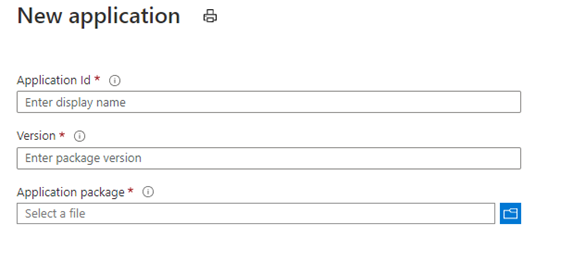 New application
Application Id *
Enter display name
Version *
Enter package version
Application package *
Select a file